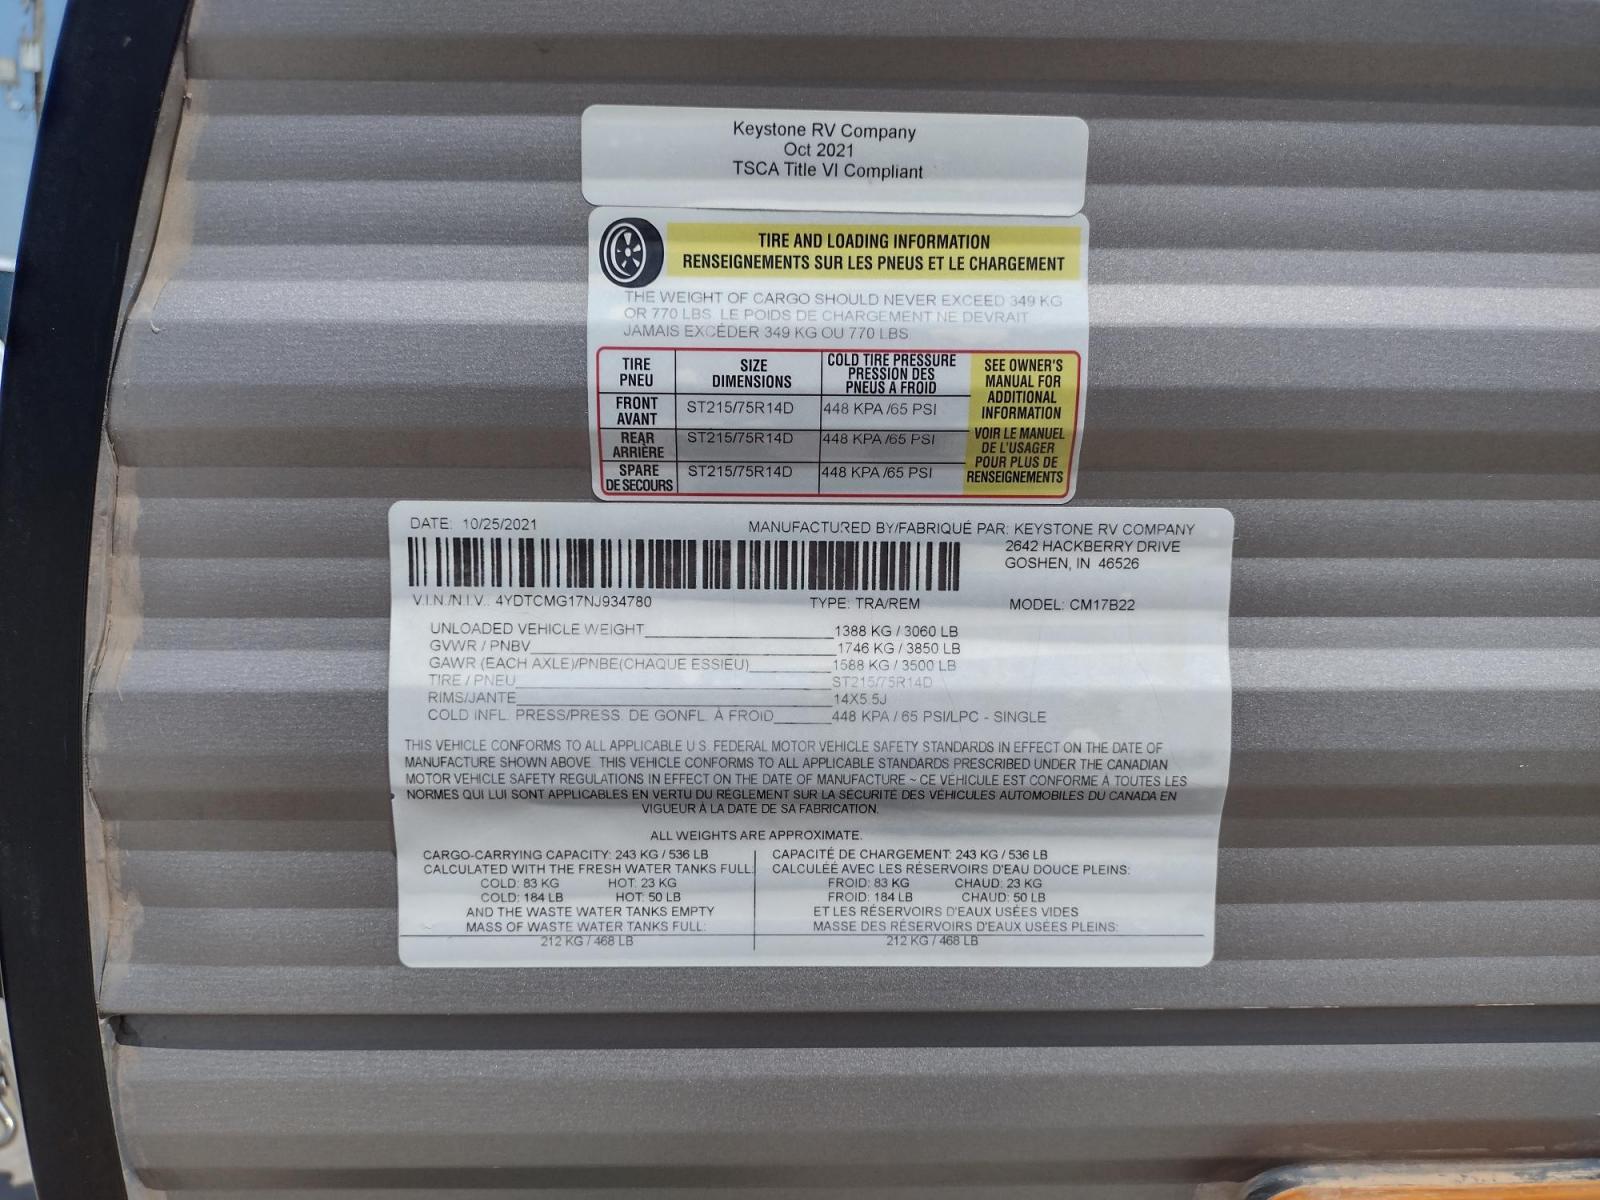 Keystone RV Company
Oct 2021
TSCA Title VI Compliant
TIRE AND LOADING INFORMATION
RENSEIGNEMENTS SUR LES PNEUS ET LE CHARGEMENT
THE WEIGHT OF CARGO SHOULD NEVER EXCEED 349 KG
OR 770 LBS. LE POIDS DE CHARGEMENT NE DEVRAIT
JAMAIS EXCÉDER 349 KG OU 770 LBS
TIRE PNEU SIZE DIMENSIONS COLD TIRE PRESSURE PRESSION DES PNEUS A FROID
FRONT AVANT ST215/75R14D 448 KPA /65 PSI
REAR ARRIÈRE ST215/75R14D 448 KPA /65 PSI
SPARE DE SECOURS ST215/75R14D 448 KPA /65 PSI
SEE OWNER'S
MANUAL FOR
ADDITIONAL
INFORMATION
VOIR LE MANUEL
DE L'USAGER
POUR PLUS DE
RENSEIGNEMENTS
DATE: 10/25/2021 MANUFACTURED BY/FABRIQUÉ PAR: KEYSTONE RV COMPANY
2642 HACKBERRY DRIVE
GOSHEN, IN 46526
V.I.N./N.I.V.: 4YDTCMG17NJ934780 TYPE: TRA/REM MODEL: CM17B22
UNLOADED VEHICLE WEIGHT 1388 KG / 3060 LB
GVWR / PNBV 1746 KG / 3850 LB
GAWR (EACH AXLE)/PNBE(CHAQUE ESSIEU) 1588 KG / 3500 LB
TIRE / PNEU ST215/75R14D
RIMS/JANTE 14X5.5J
COLD INFL. PRESS/PRESS. DE GONFL. À FROID 448 KPA / 65 PSI/LPC - SINGLE
THIS VEHICLE CONFORMS TO ALL APPLICABLE U.S. FEDERAL MOTOR VEHICLE SAFETY STANDARDS IN EFFECT ON THE DATE OF
MANUFACTURE SHOWN ABOVE. THIS VEHICLE CONFORMS TO ALL APPLICABLE STANDARDS PRESCRIBED UNDER THE CANADIAN
MOTOR VEHICLE SAFETY REGULATIONS IN EFFECT ON THE DATE OF MANUFACTURE ~ CE VÉHICULE EST CONFORME À TOUTES LES
NORMES QUI LUI SONT APPLICABLES EN VERTU DU RÉGLEMENT SUR LA SÉCURITÉ DES VÉHICULES AUTOMOBILES DU CANADA EN
VIGUEUR À LA DATE DE SA FABRICATION.
ALL WEIGHTS ARE APPROXIMATE.
CARGO-CARRYING CAPACITY: 243 KG / 536 LB
CALCULATED WITH THE FRESH WATER TANKS FULL:
COLD: 83 KG HOT: 23 KG
COLD: 184 LB HOT: 50 LB
AND THE WASTE WATER TANKS EMPTY
MASS OF WASTE WATER TANKS FULL:
212 KG / 468 LB
CAPACITÉ DE CHARGEMENT: 243 KG / 536 LB
CALCULÉE AVEC LES RÉSERVOIRS D'EAU DOUCE PLEINS:
FROID: 83 KG CHAUD: 23 KG
FROID: 184 LB CHAUD: 50 LB
ET LES RÉSERVOIRS D'EAUX USÉES VIDES
MASSE DES RÉSERVOIRS D'EAUX USÉES PLEINS:
212 KG / 468 LB